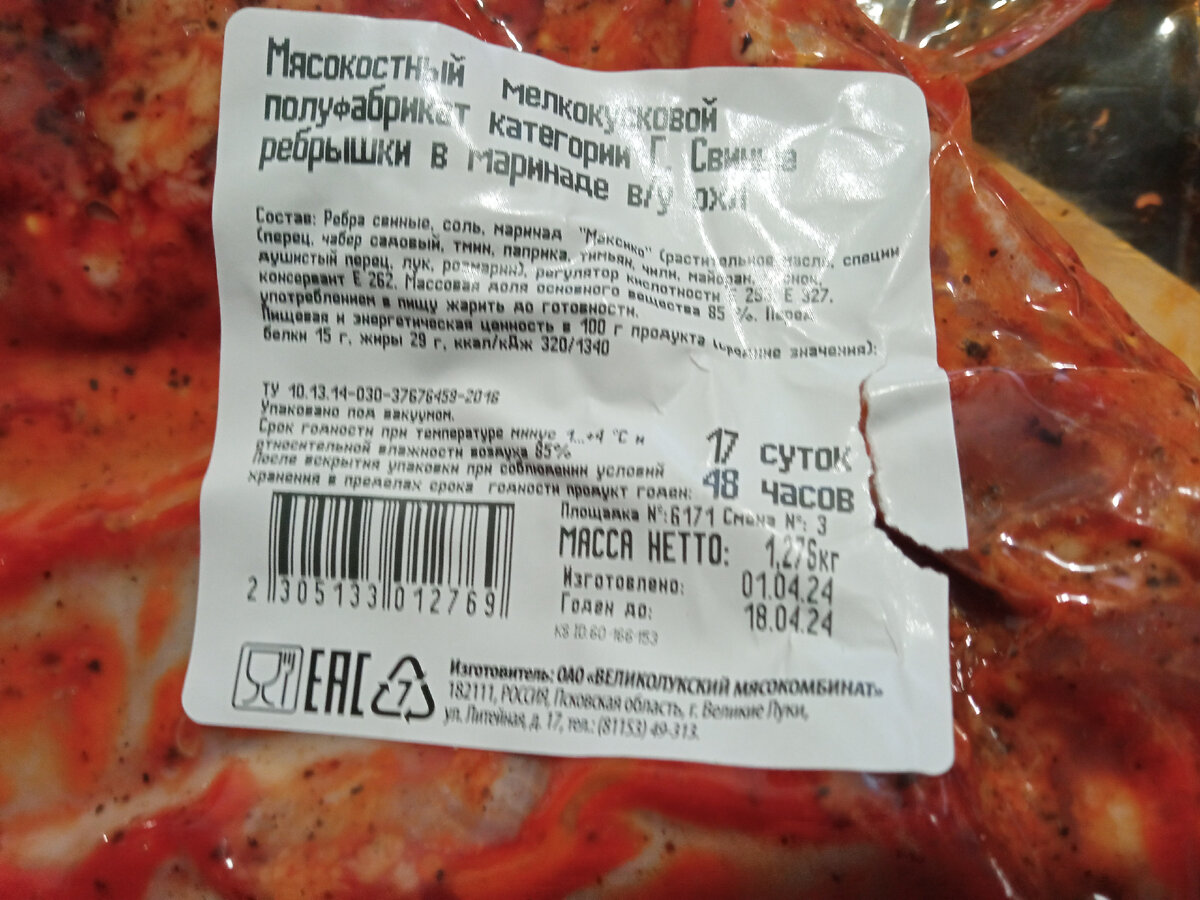 Мясокостный мелкокусковой
полуфабрикат категории Г. Свиные
ребрышки в маринаде в/у охл
Состав: Ребра свиные, соль, маринад "Мексико" (растительное масло, специи
(перец, чабер садовый, тмин, паприка, тимьян, чили, майоран, чеснок,
душистый перец, лук, розмарин), регулятор кислотности Е 327,
консервант Е 262. Массовая доля основного вещества 85 %. Перед
употреблением в пищу жарить до готовности.
Пищевая и энергетическая ценность в 100 г продукта (средние значения):
белки 15 г, жиры 29 г, ккал/кДж 320/1340
ТУ 10.13.14-030-37676459-2016
Упаковано под вакуумом.
Срок годности при температуре минус 1...+4 °С и
относительной влажности воздуха 85%
17 суток
После вскрытия упаковки при соблюдении условий
хранения в пределах срока годности продукт годен: 48 часов
Площадка №:6171 Смена №: 3
МАССА НЕТТО: 1,276кг
Изготовлено: 01.04.24
Годен до: 18.04.24
K8 ID:60-166-153
2 305133 012769
EAC
7
Изготовитель: ОАО «ВЕЛИКОЛУКСКИЙ МЯСОКОМБИНАТ»
182111, РОССИЯ, Псковская область, г. Великие Луки,
ул. Литейная, д. 17, тел.: (81153) 49-313.